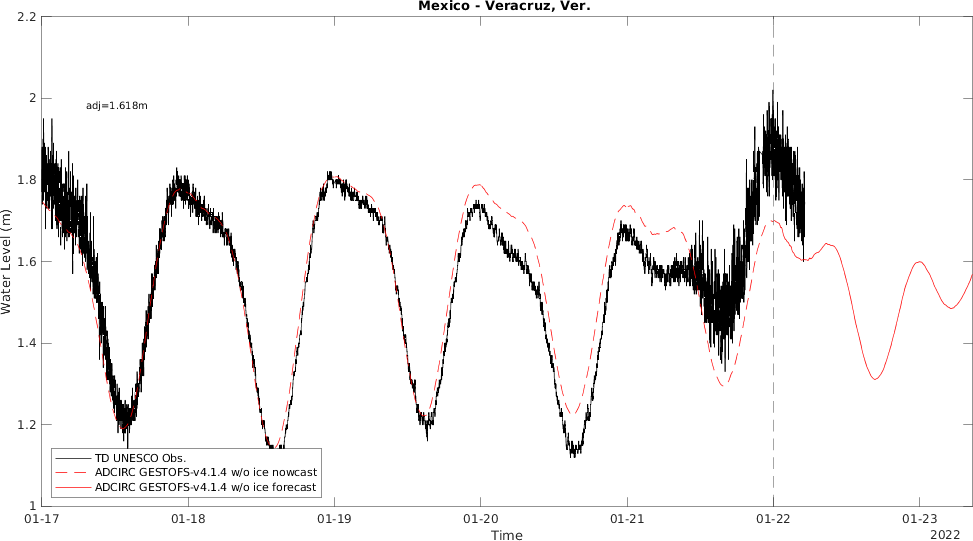 Mexico - Veracruz, Ver.
2.2
2
adj=1.618m
1.8
1.6
1.4
1.2
1
Water Level (m)
TD UNESCO Obs.
ADCIRC GESTOFS-v4.1.4 w/o ice nowcast
ADCIRC GESTOFS-v4.1.4 w/o ice forecast
01-17 01-18 01-19 01-20 01-21 01-22 01-23
Time
2022